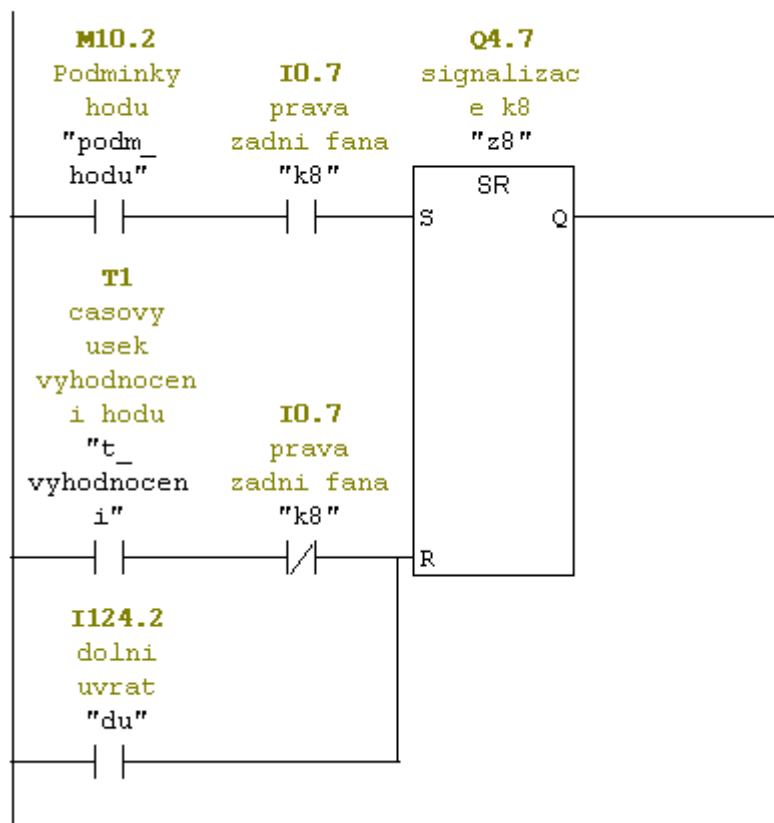 M10.2
Podminky
hodu
"podm_
hodu"
I0.7
prava
zadni fana
"k8"
Q4.7
signalizac
e k8
"z8"
SR
S
Q
T1
casovy
usek
vyhodnocen
i hodu
"t_
vyhodnocen
i"
I0.7
prava
zadni fana
"k8"
R
I124.2
dolni
uvrat
"du"